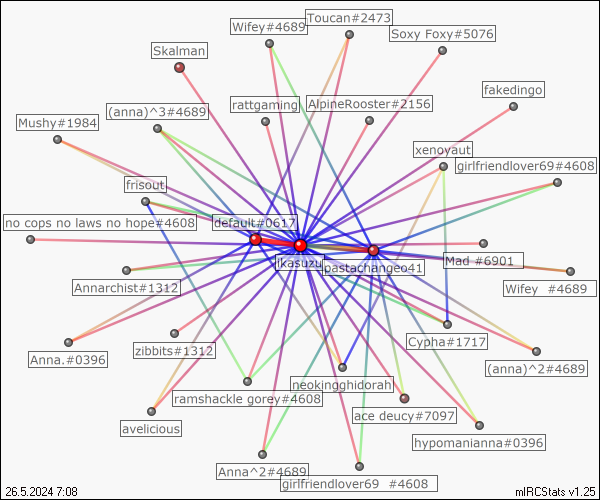 Toucan#2473
Wifey#4689
Soxy Foxy#5076
Skalman
fakedingo
rattgaming
AlpineRooster#2156
(anna)^3#4689
Mushy#1984
xenoyaut
girlfriendlover69#4608
frisout
no cops no laws no hope#4608
default#0617
ikasuzu
pastachangeo41
Mad #6901
Annarchist#1312
Wifey #4689
Cypha#1717
zibbits#1312
Anna.#0396
(anna)^2#4689
neokingghidorah
ramshackle gorey#4608
ace deucy#7097
avelicious
hypomanianna#0396
Anna^2#4689
girlfriendlover69 #4608
26.5.2024 7:08
mIRCStats v1.25